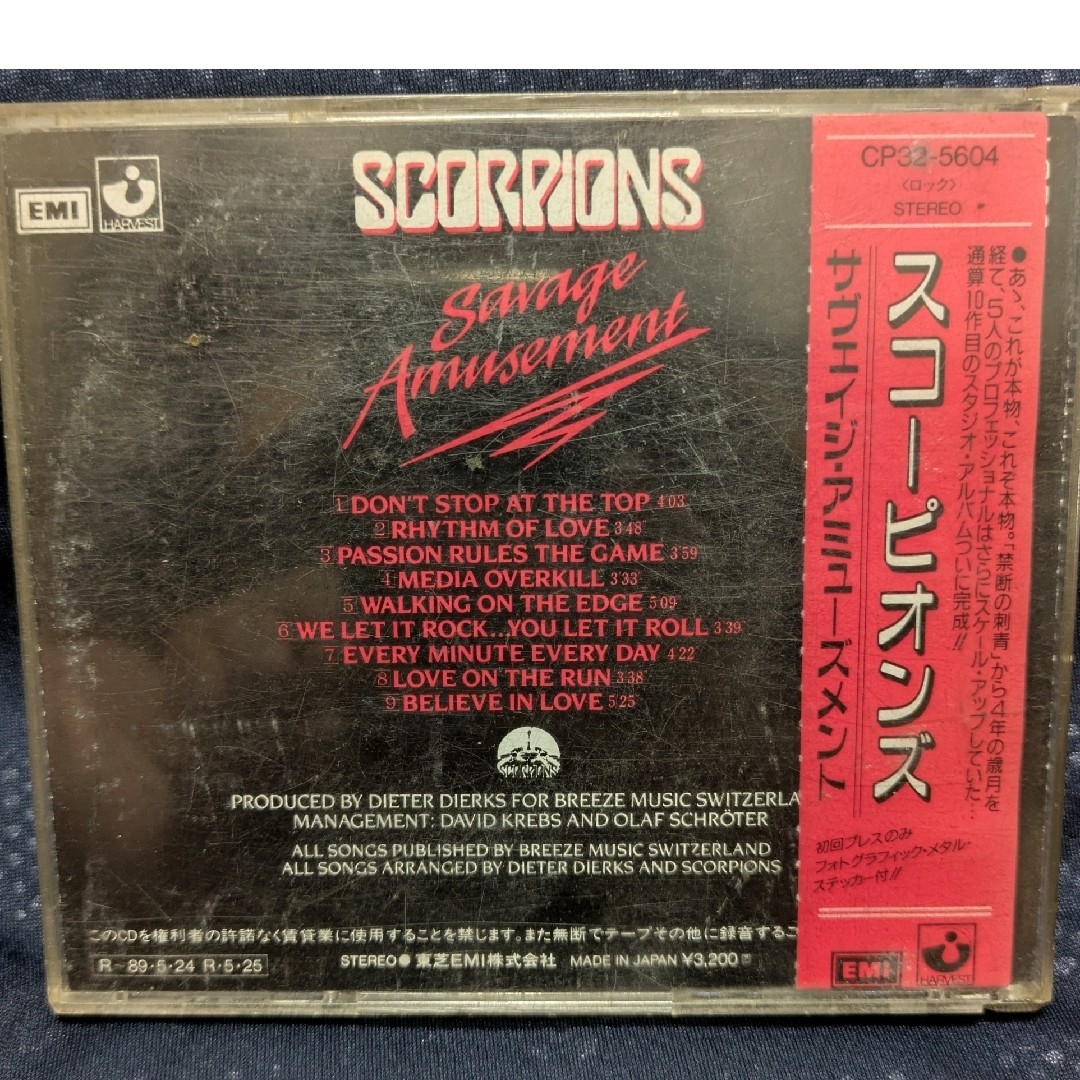 EMI
HARVEST
SCORPIONS
Savage
Amusement
1 DON'T STOP AT THE TOP 4'03"
2 RHYTHM OF LOVE 3'48"
3 PASSION RULES THE GAME 3'59"
4 MEDIA OVERKILL 3'33"
5 WALKING ON THE EDGE 5'09"
6 WE LET IT ROCK...YOU LET IT ROLL 3'39"
7 EVERY MINUTE EVERY DAY 4'22"
8 LOVE ON THE RUN 3'38"
9 BELIEVE IN LOVE 5'25"
SCORPIONS
PRODUCED BY DIETER DIERKS FOR BREEZE MUSIC SWITZERLA
MANAGEMENT: DAVID KREBS AND OLAF SCHRÖTER
ALL SONGS PUBLISHED BY BREEZE MUSIC SWITZERLAND
ALL SONGS ARRANGED BY DIETER DIERKS AND SCORPIONS
このCDを権利者の許諾なく賃貸業に使用することを禁じます。また無断でテープその他に録音するこ
R-89・5・24 R・5・25
STEREO● 東芝EMI株式会社 MADE IN JAPAN ¥3,200
CP32-5604
〈ロック〉
STEREO
●あゝ、これが本物、これぞ本物。「禁断の刺青」から4年の歳月を
経て、5人のプロフェッショナルはさらにスケール・アップしていた…
通算10作目のスタジオ・アルバムついに完成!!
スコーピオンズ
サヴェイジ・アミューズメント
初回プレスのみ
フォトグラフィック・メタル・
ステッカー付!!
EMI
HARVEST